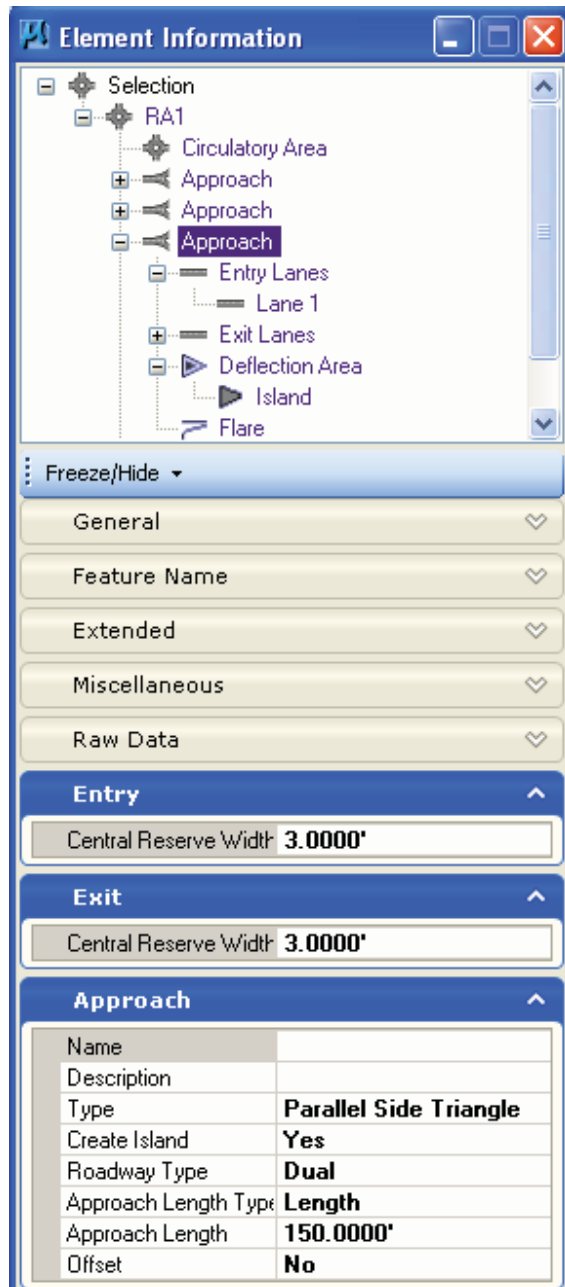 Element Information
Selection
RA1
Circulatory Area
Approach
Approach
Approach
Entry Lanes
Lane 1
Exit Lanes
Deflection Area
Island
Flare
Freeze/Hide
General
Feature Name
Extended
Miscellaneous
Raw Data
Entry
Central Reserve Width 3.0000'
Exit
Central Reserve Width 3.0000'
Approach
Name
Description
Type Parallel Side Triangle
Create Island Yes
Roadway Type Dual
Approach Length Type Length
Approach Length 150.0000'
Offset No